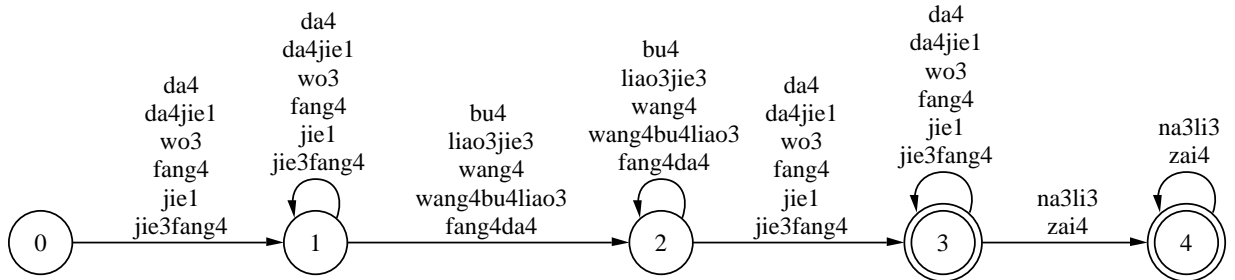 da4
da4jie1
wo3
fang4
jie1
jie3fang4
da4
da4jie1
wo3
fang4
jie1
jie3fang4
bu4
liao3jie3
wang4
wang4bu4liao3
fang4da4
bu4
liao3jie3
wang4
wang4bu4liao3
fang4da4
da4
da4jie1
wo3
fang4
jie1
jie3fang4
da4
da4jie1
wo3
fang4
jie1
jie3fang4
na3li3
zai4
na3li3
zai4
0
1
2
3
4